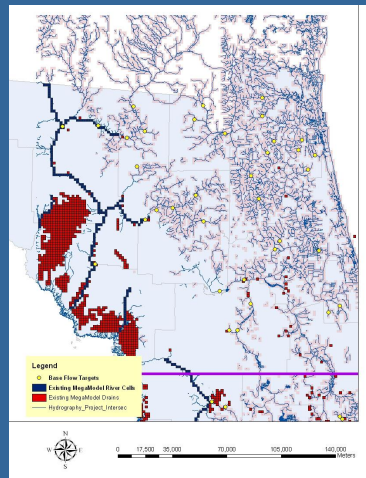 Legend
Base Flow Targets
Existing MegaModel River Cells
Existing MegaModel Drains
Hydrography_Project_Intersec
N
W E
S
0 17,500 35,000 70,000 105,000 140,000
Meters